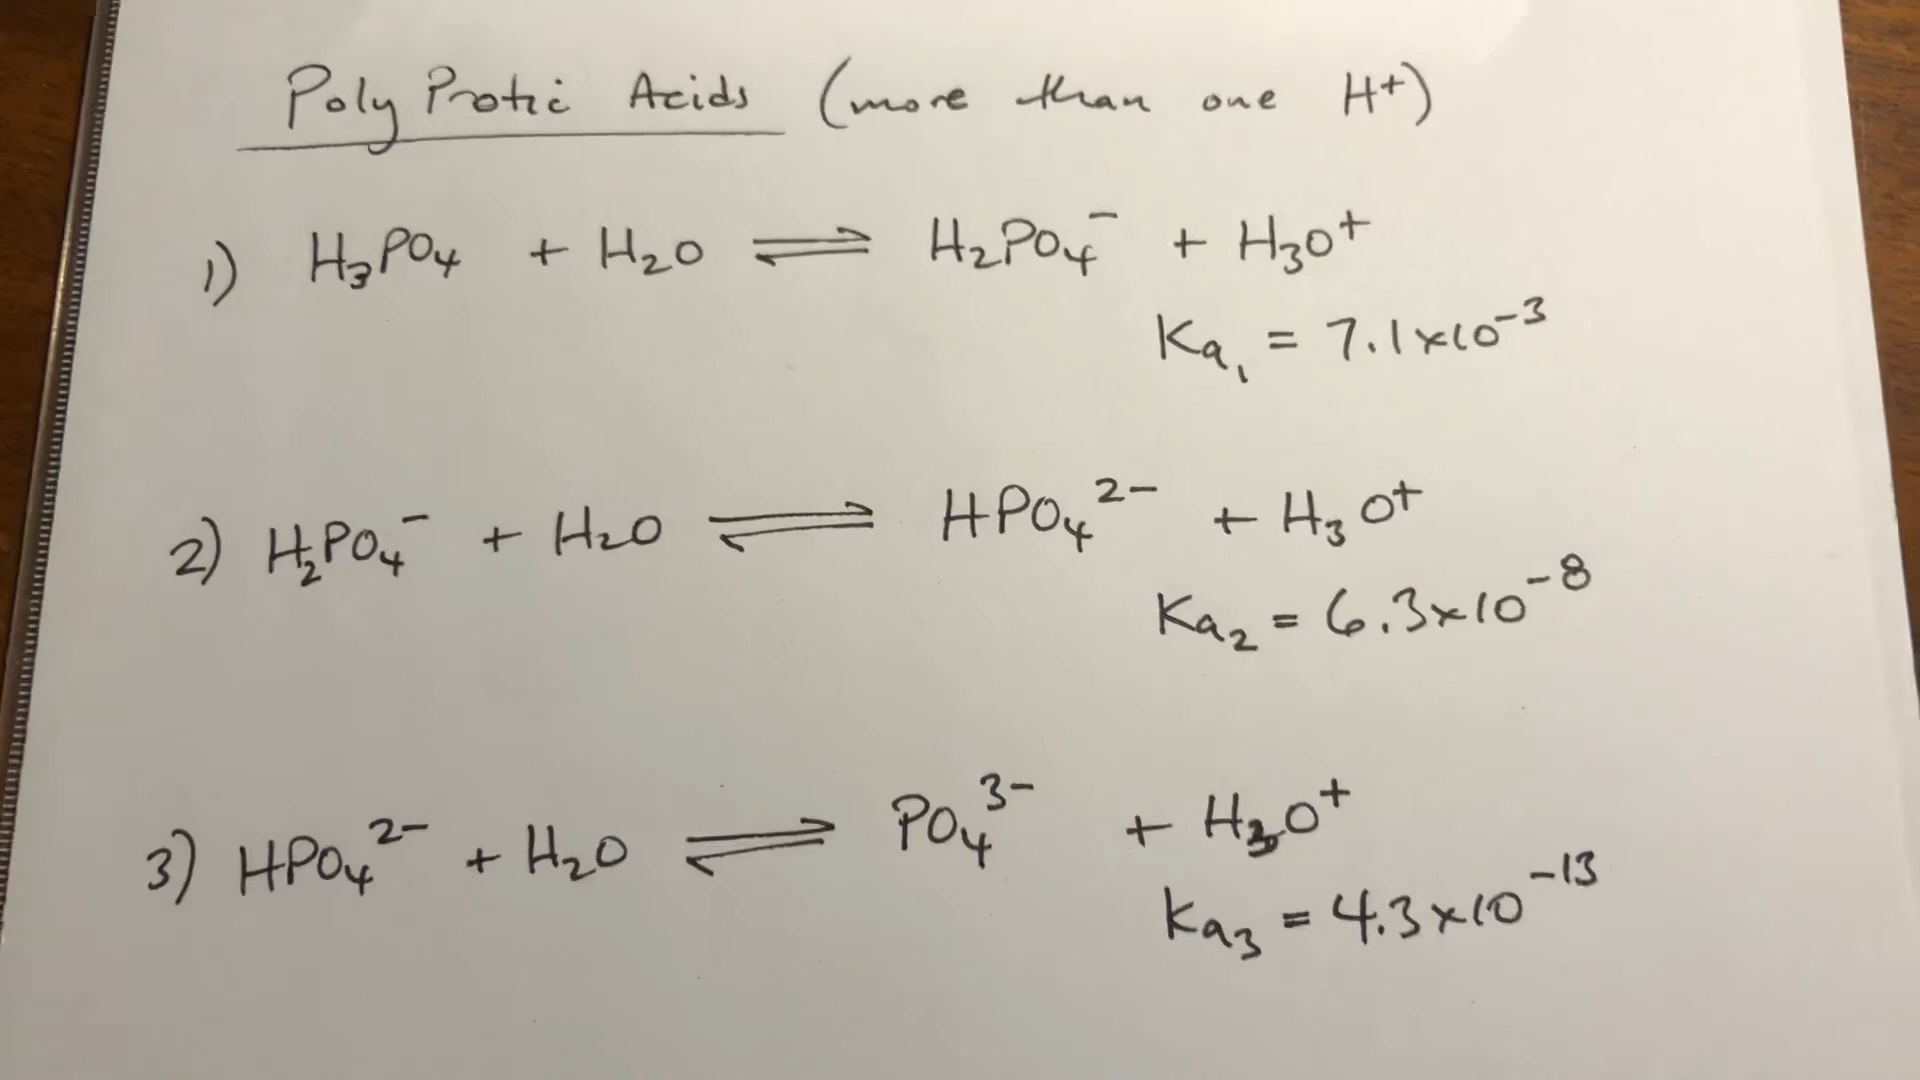 Poly Protic Acids (more than one H⁺)
1) H₃PO₄ + H₂O ⇌ H₂PO₄⁻ + H₃O⁺
Ka₁ = 7.1×10⁻³
2) H₂PO₄⁻ + H₂O ⇌ HPO₄²⁻ + H₃O⁺
Ka₂ = 6.3×10⁻⁸
3) HPO₄²⁻ + H₂O ⇌ PO₄³⁻ + H₃O⁺
Ka₃ = 4.3×10⁻¹³